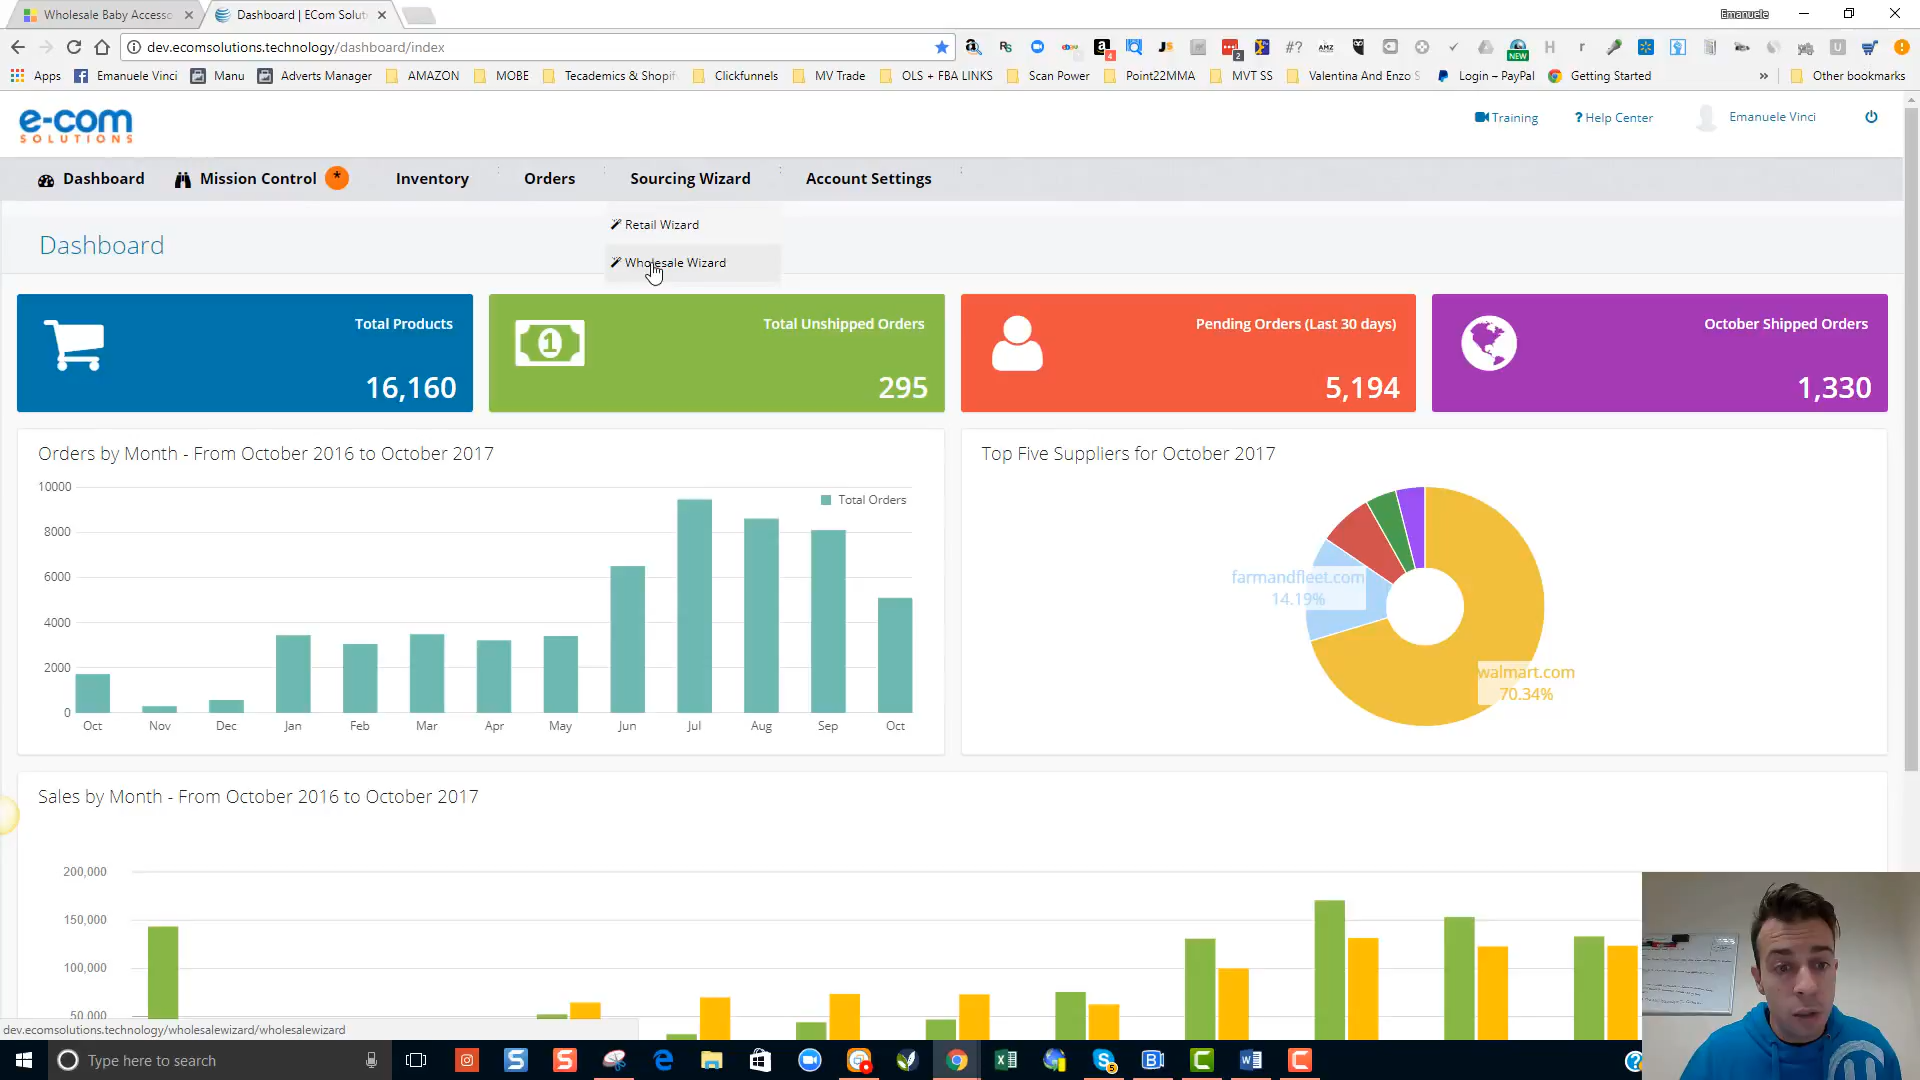 Wholesale Baby Accesso
Dashboard | ECom Solut
Emanuele
dev.ecomsolutions.technology/dashboard/index
Apps
Emanuele Vinci
Manu
Adverts Manager
AMAZON
MOBE
Tecademics & Shopif
Clickfunnels
MV Trade
OLS + FBA LINKS
Scan Power
Point22MMA
MVT SS
Valentina And Enzo S
Login – PayPal
Getting Started
»
Other bookmarks
e-com
SOLUTIONS
Training
? Help Center
Emanuele Vinci
Dashboard
Mission Control *
Inventory
Orders
Sourcing Wizard
Account Settings
Retail Wizard
Wholesale Wizard
Dashboard
Total Products
16,160
Total Unshipped Orders
295
Pending Orders (Last 30 days)
5,194
October Shipped Orders
1,330
Orders by Month - From October 2016 to October 2017
Total Orders
10000
8000
6000
4000
2000
0
Oct Nov Dec Jan Feb Mar Apr May Jun Jul Aug Sep Oct
Top Five Suppliers for October 2017
farmandfleet.com
14.19%
walmart.com
70.34%
Sales by Month - From October 2016 to October 2017
200,000
150,000
100,000
50,000
dev.ecomsolutions.technology/wholesalewizard/wholesalewizard
Type here to search